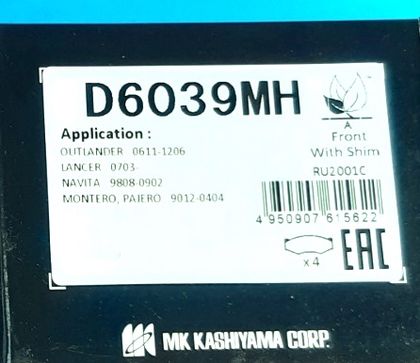 D6039MH
Application :
OUTLANDER 0611-1206
LANCER 0703-
NAVITA 9808-0902
MONTERO, PAJERO 9012-0404
A
Front
With Shim
RU2001C
4 950907 615622
x4
EAC
MK KASHIYAMA CORP.